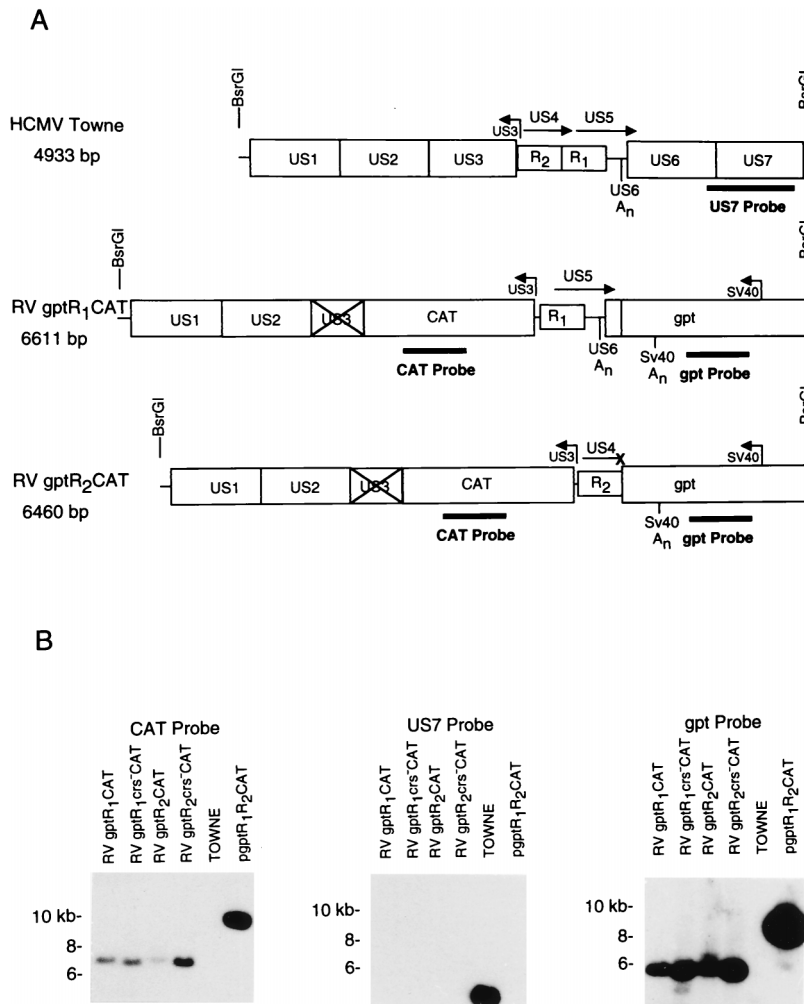 A
BsrGI
BsrGI
HCMV Towne
4933 bp
US3
US4
US5
US1
US2
US3
R2
R1
US6
US7
US6
An
US7 Probe
BsrGI
BsrGI
RV gptR1CAT
6611 bp
US3
US5
SV40
US1
US2
US3
CAT
R1
gpt
US6
An
Sv40
An
CAT Probe
gpt Probe
BsrGI
BsrGI
RV gptR2CAT
6460 bp
US3
US4
X
SV40
US1
US2
US3
CAT
R2
gpt
Sv40
An
CAT Probe
gpt Probe
B
CAT Probe
RV gptR1CAT
RV gptR1crs-CAT
RV gptR2CAT
RV gptR2crs-CAT
TOWNE
pgptR1R2CAT
10 kb-
8-
6-
US7 Probe
RV gptR1CAT
RV gptR1crs-CAT
RV gptR2CAT
RV gptR2crs-CAT
TOWNE
pgptR1R2CAT
10 kb-
8-
6-
gpt Probe
RV gptR1CAT
RV gptR1crs-CAT
RV gptR2CAT
RV gptR2crs-CAT
TOWNE
pgptR1R2CAT
10 kb-
8-
6-